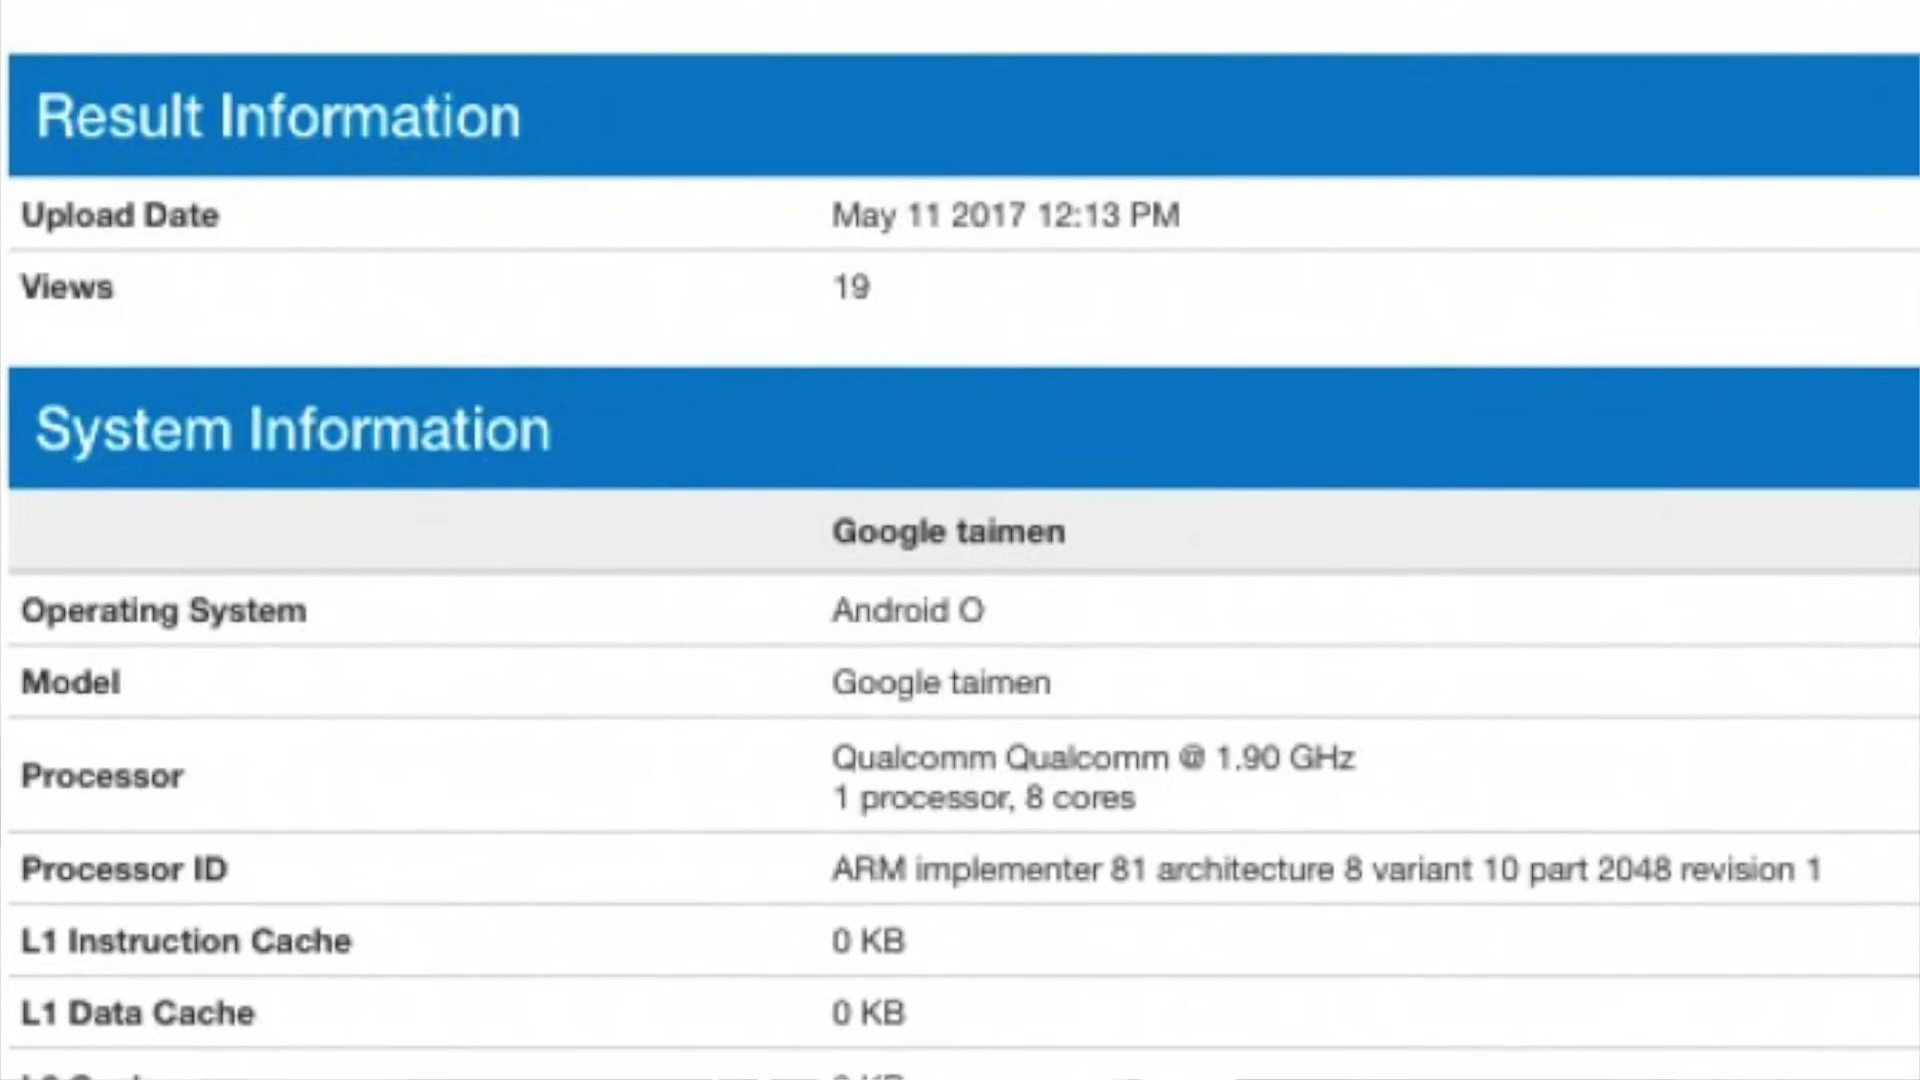 Result Information
Upload Date May 11 2017 12:13 PM
Views 19
System Information
Google taimen
Operating System Android O
Model Google taimen
Processor Qualcomm Qualcomm @ 1.90 GHz
1 processor, 8 cores
Processor ID ARM implementer 81 architecture 8 variant 10 part 2048 revision 1
L1 Instruction Cache 0 KB
L1 Data Cache 0 KB